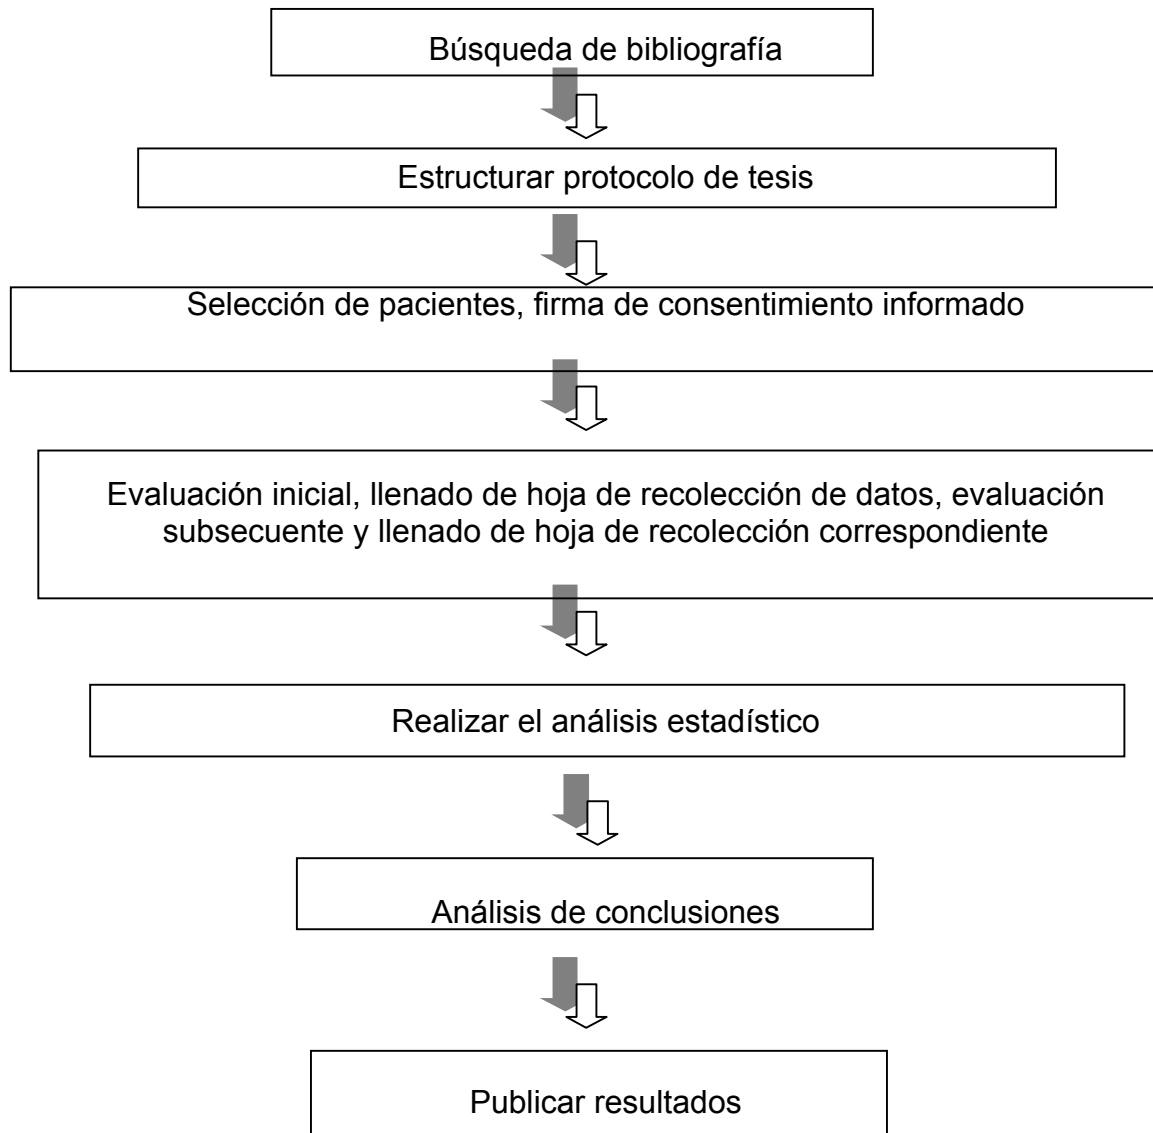 Búsqueda de bibliografía
Estructurar protocolo de tesis
Selección de pacientes, firma de consentimiento informado
Evaluación inicial, llenado de hoja de recolección de datos, evaluación
subsecuente y llenado de hoja de recolección correspondiente
Realizar el análisis estadístico
Análisis de conclusiones
Publicar resultados